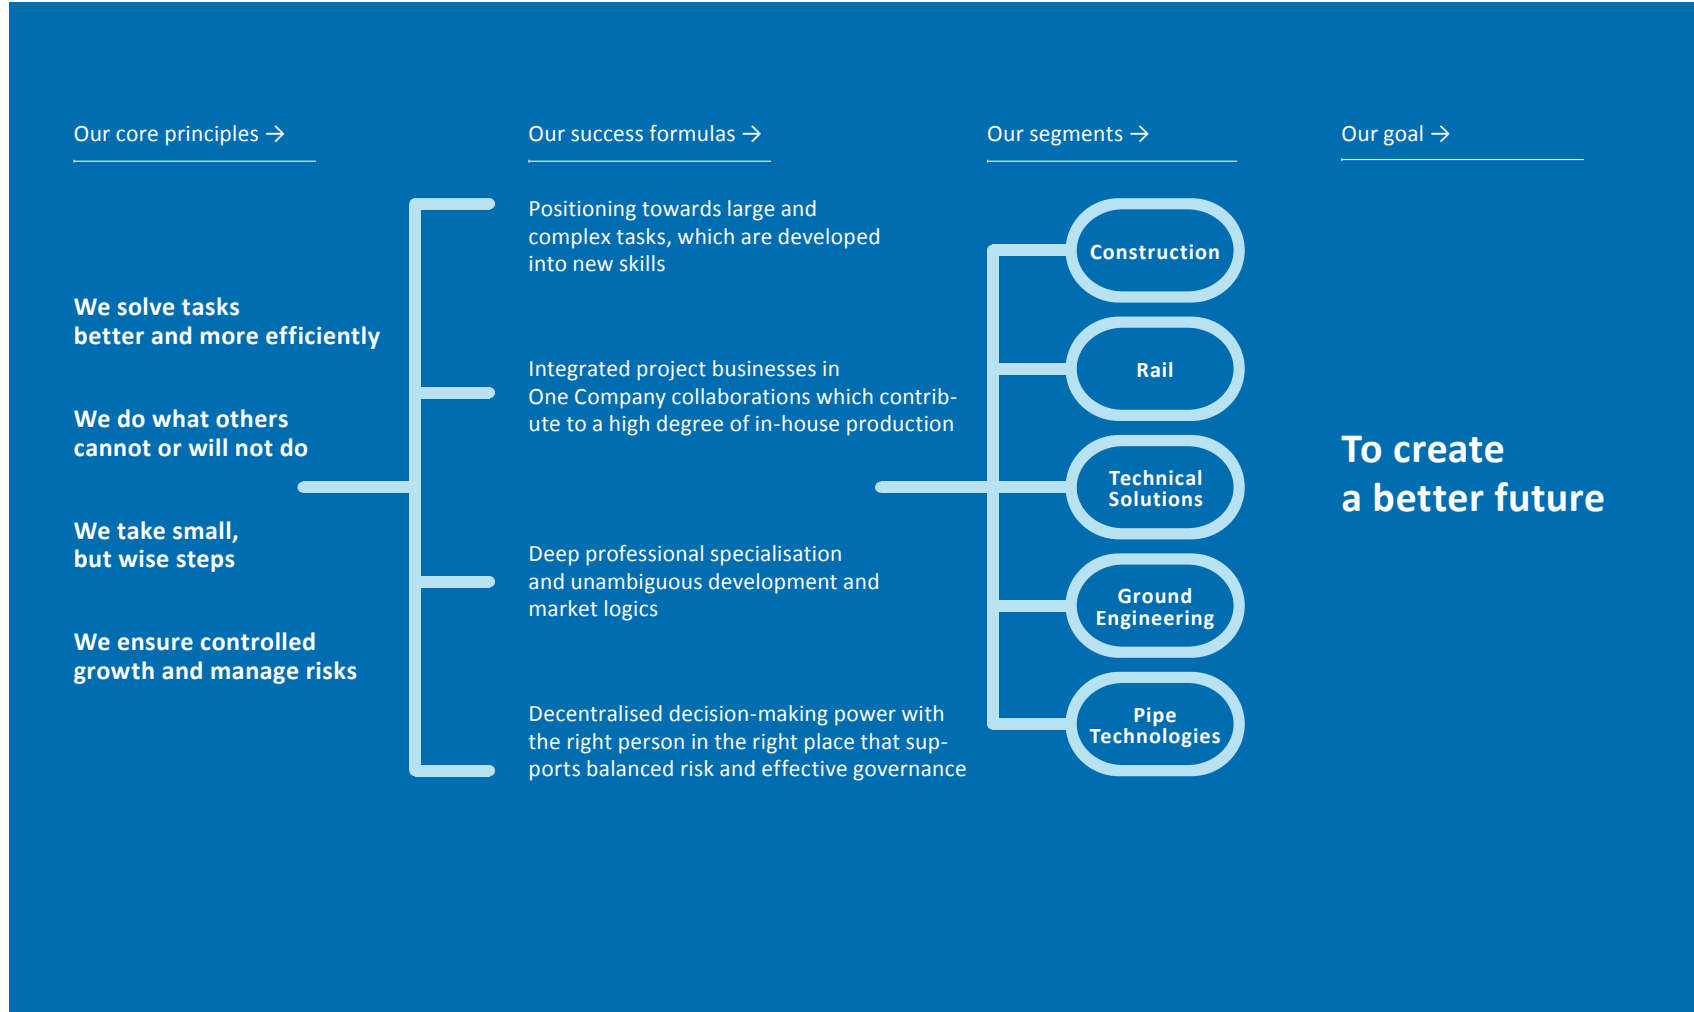 Our core principles →
We solve tasks
better and more efficiently
We do what others
cannot or will not do
We take small,
but wise steps
We ensure controlled
growth and manage risks
Our success formulas →
Positioning towards large and
complex tasks, which are developed
into new skills
Integrated project businesses in
One Company collaborations which contrib-
ute to a high degree of in-house production
Deep professional specialisation
and unambiguous development and
market logics
Decentralised decision-making power with
the right person in the right place that sup-
ports balanced risk and effective governance
Our segments →
Construction
Rail
Technical
Solutions
Ground
Engineering
Pipe
Technologies
Our goal →
To create
a better future